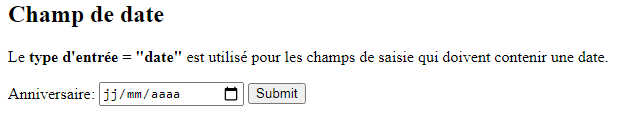 Champ de date
Le type d'entrée = "date" est utilisé pour les champs de saisie qui doivent contenir une date.
Anniversaire: jj/mm/aaaa Submit